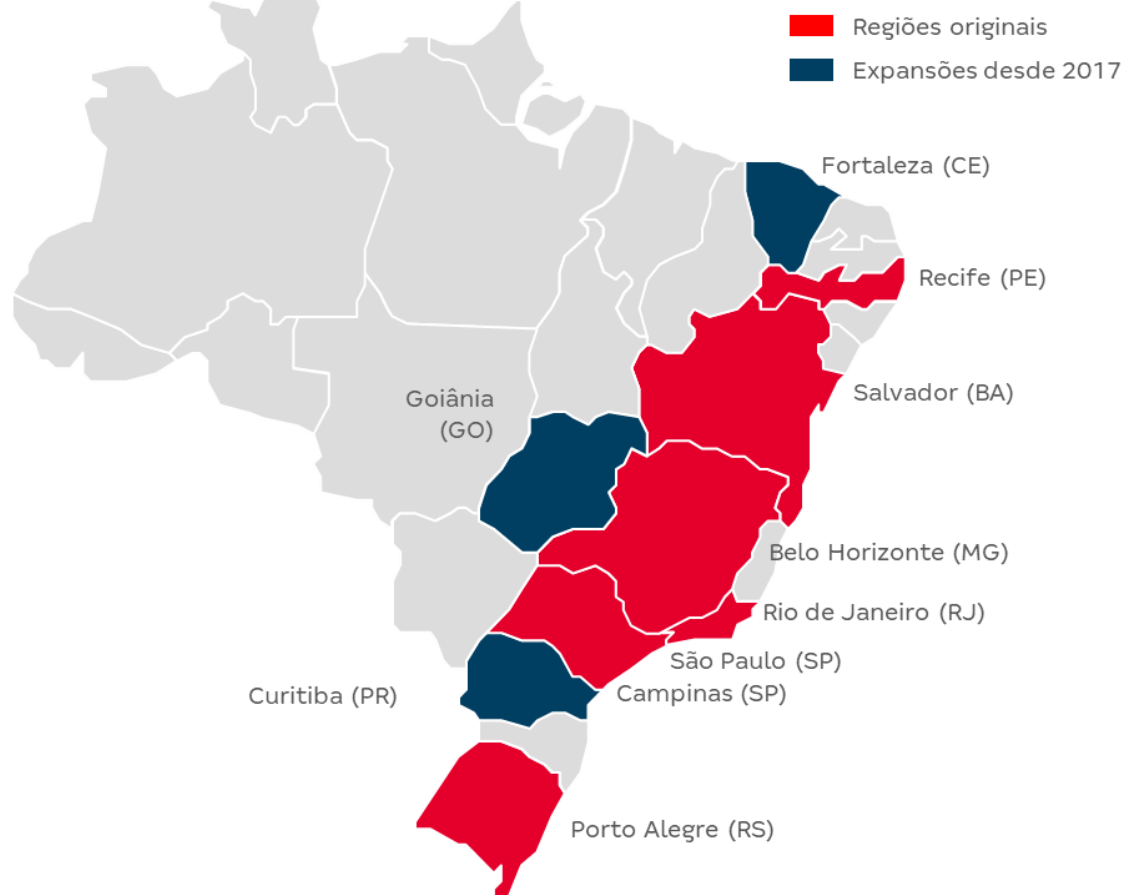 Regiões originais
Expansões desde 2017
Fortaleza (CE)
Recife (PE)
Salvador (BA)
Goiânia
(GO)
Belo Horizonte (MG)
Rio de Janeiro (RJ)
São Paulo (SP)
Campinas (SP)
Curitiba (PR)
Porto Alegre (RS)